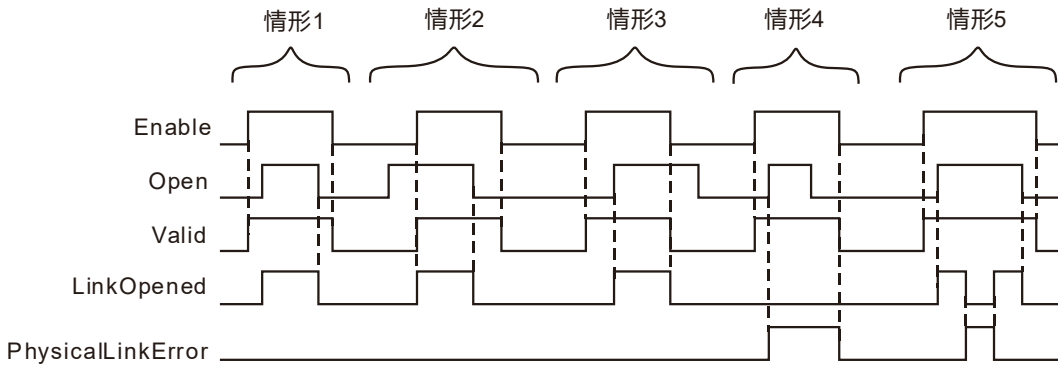 情形1 情形2 情形3 情形4 情形5
Enable
Open
Valid
LinkOpened
PhysicalLinkError